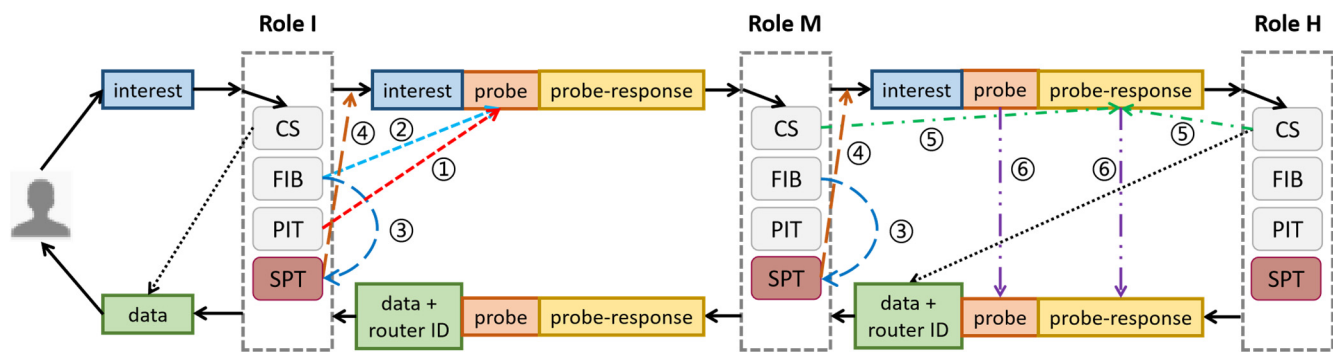 Role I
Role M
Role H
interest
interest
probe
probe-response
interest
probe
probe-response
CS
FIB
PIT
SPT
④
②
①
③
CS
FIB
PIT
SPT
④
③
⑤
⑤
⑥
⑥
CS
FIB
PIT
SPT
data
data +
router ID
probe
probe-response
data +
router ID
probe
probe-response